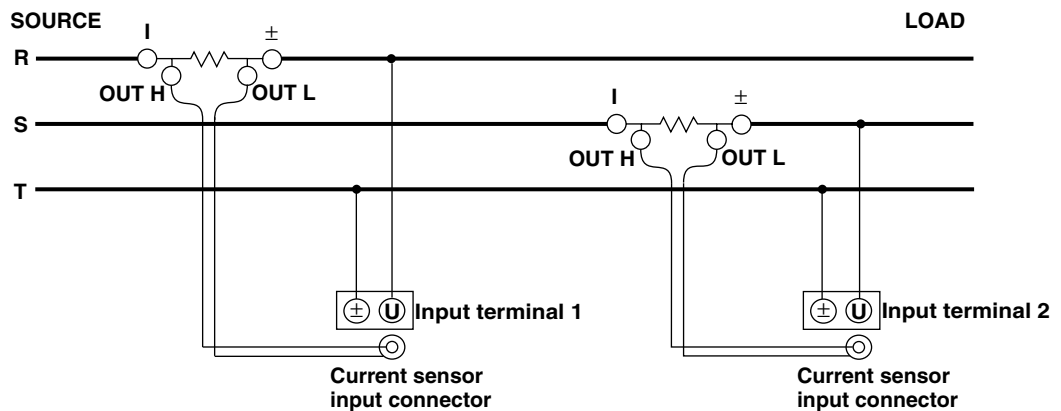 SOURCE
LOAD
I
±
R
OUT H
OUT L
I
±
S
OUT H
OUT L
T
±
U
Input terminal 1
±
U
Input terminal 2
Current sensor
input connector
Current sensor
input connector